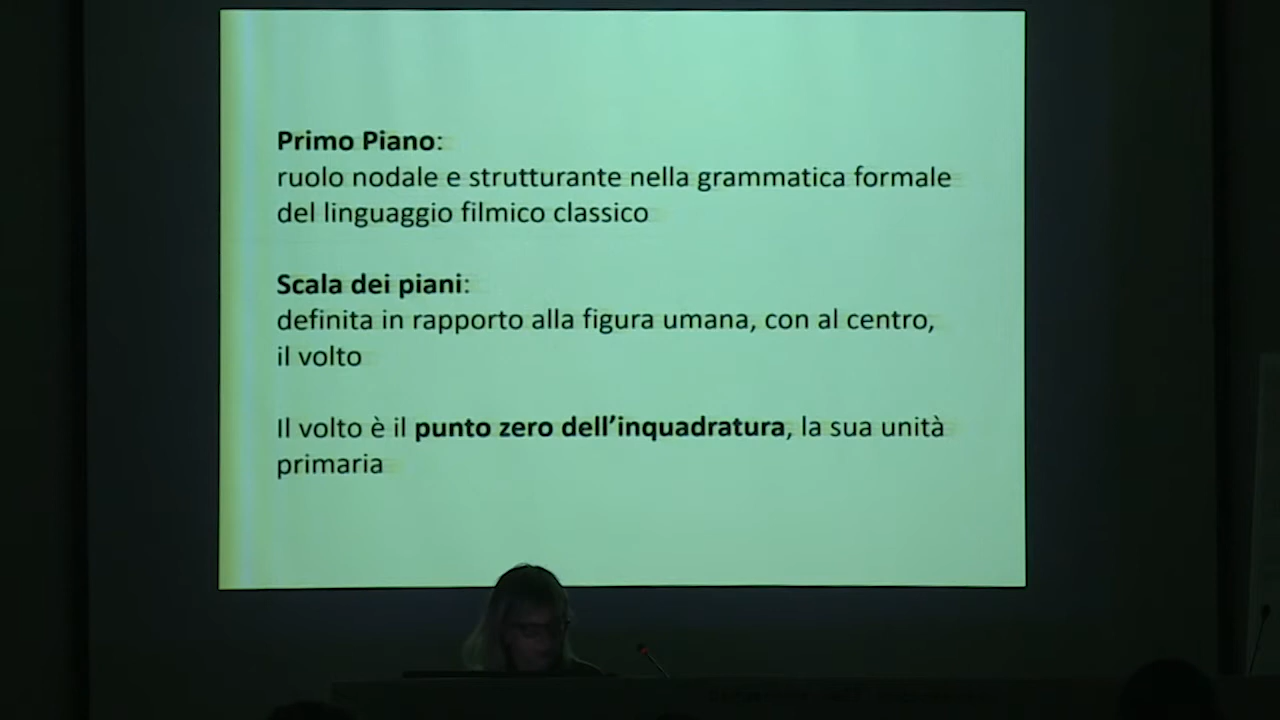 Primo Piano:
ruolo nodale e strutturante nella grammatica formale
del linguaggio filmico classico
Scala dei piani:
definita in rapporto alla figura umana, con al centro,
il volto
Il volto è il punto zero dell’inquadratura, la sua unità
primaria